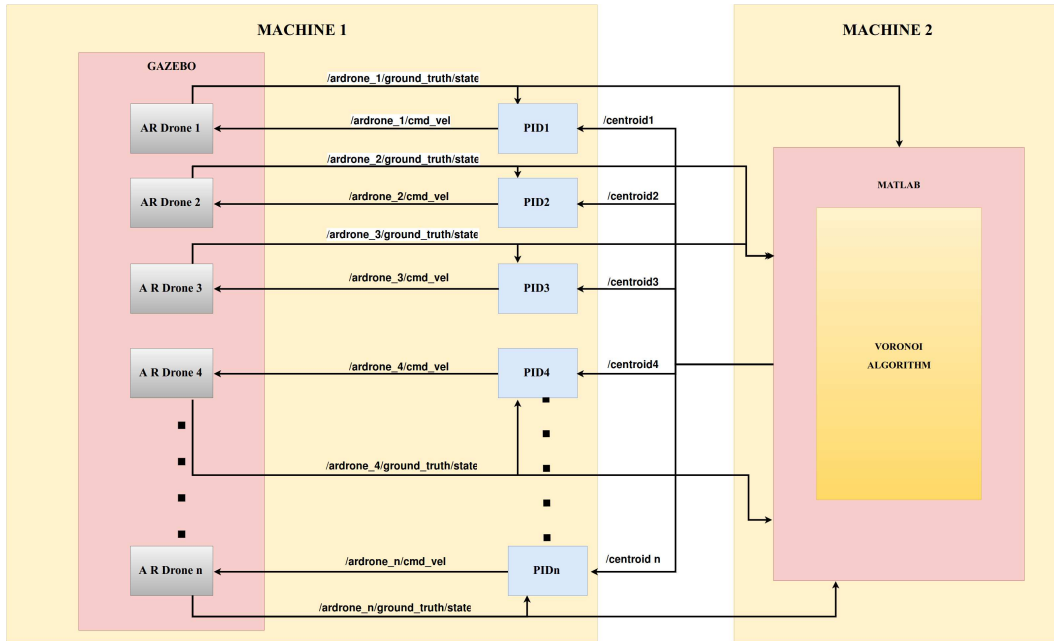 MACHINE 1
MACHINE 2
GAZEBO
/ardrone_1/ground_truth/state
AR Drone 1
/ardrone_1/cmd_vel
PID1
/centroid1
/ardrone_2/ground_truth/state
AR Drone 2
/ardrone_2/cmd_vel
PID2
/centroid2
MATLAB
/ardrone_3/ground_truth/state
A R Drone 3
/ardrone_3/cmd_vel
PID3
/centroid3
VORONOI
ALGORITHM
A R Drone 4
/ardrone_4/cmd_vel
PID4
/centroid4
/ardrone_4/ground_truth/state
A R Drone n
/ardrone_n/cmd_vel
PIDn
/centroid n
/ardrone_n/ground_truth/state